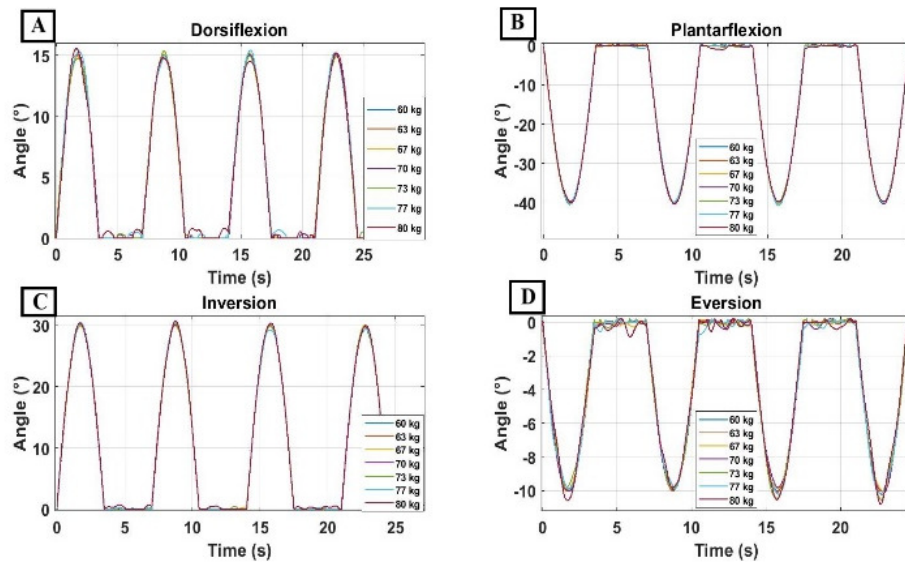 A
Dorsiflexion
Angle (°)
15
10
5
0
0 5 10 15 20 25
Time (s)
60 kg
63 kg
67 kg
70 kg
73 kg
77 kg
80 kg
B
Plantarflexion
Angle (°)
0
-10
-20
-30
-40
0 5 10 15 20
Time (s)
60 kg
63 kg
67 kg
70 kg
73 kg
77 kg
80 kg
C
Inversion
Angle (°)
30
20
10
0
0 5 10 15 20 25
Time (s)
60 kg
63 kg
67 kg
70 kg
73 kg
77 kg
80 kg
D
Eversion
Angle (°)
0
-2
-4
-6
-8
-10
0 5 10 15 20
Time (s)
60 kg
63 kg
67 kg
70 kg
73 kg
77 kg
80 kg